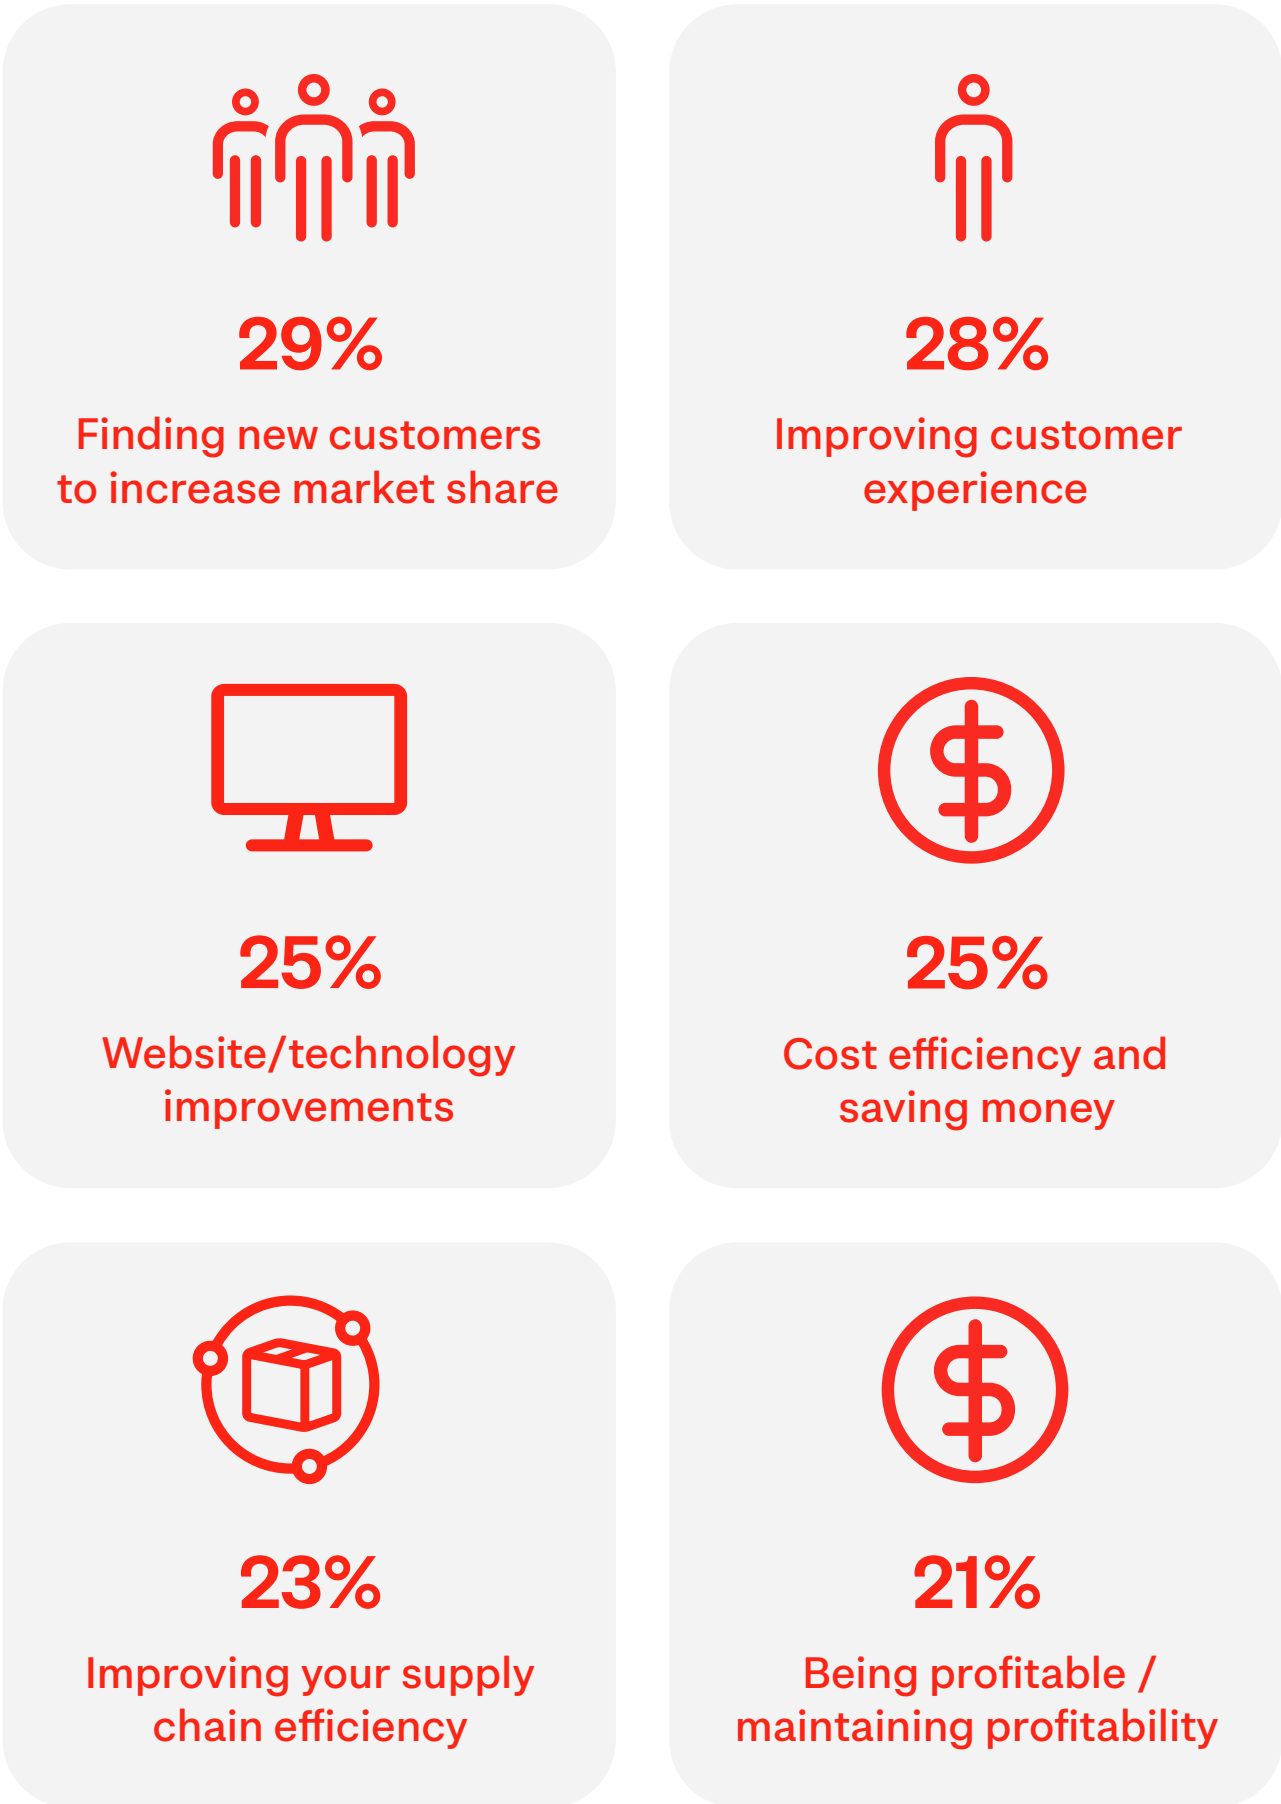 29%
Finding new customers
to increase market share
28%
Improving customer
experience
25%
Website/technology
improvements
25%
Cost efficiency and
saving money
23%
Improving your supply
chain efficiency
21%
Being profitable /
maintaining profitability